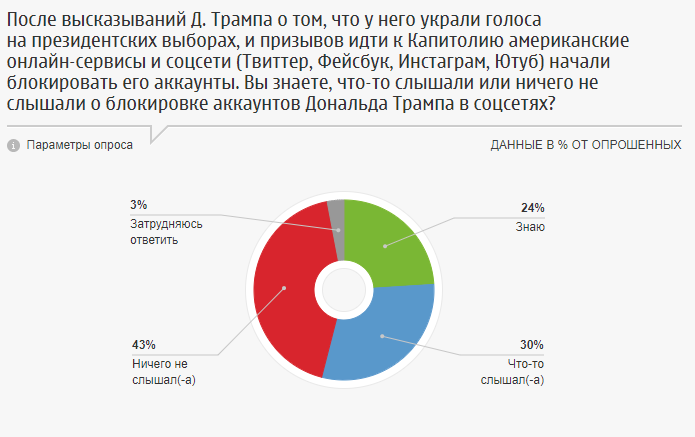 После высказываний Д. Трампа о том, что у него украли голоса
на президентских выборах, и призывов идти к Капитолию американские
онлайн-сервисы и соцсети (Твиттер, Фейсбук, Инстаграм, Ютуб) начали
блокировать его аккаунты. Вы знаете, что-то слышали или ничего не
слышали о блокировке аккаунтов Дональда Трампа в соцсетях?
i Параметры опроса
ДАННЫЕ В % ОТ ОПРОШЕННЫХ
3%
Затрудняюсь
ответить
24%
Знаю
43%
Ничего не
слышал(-а)
30%
Что-то
слышал(-а)